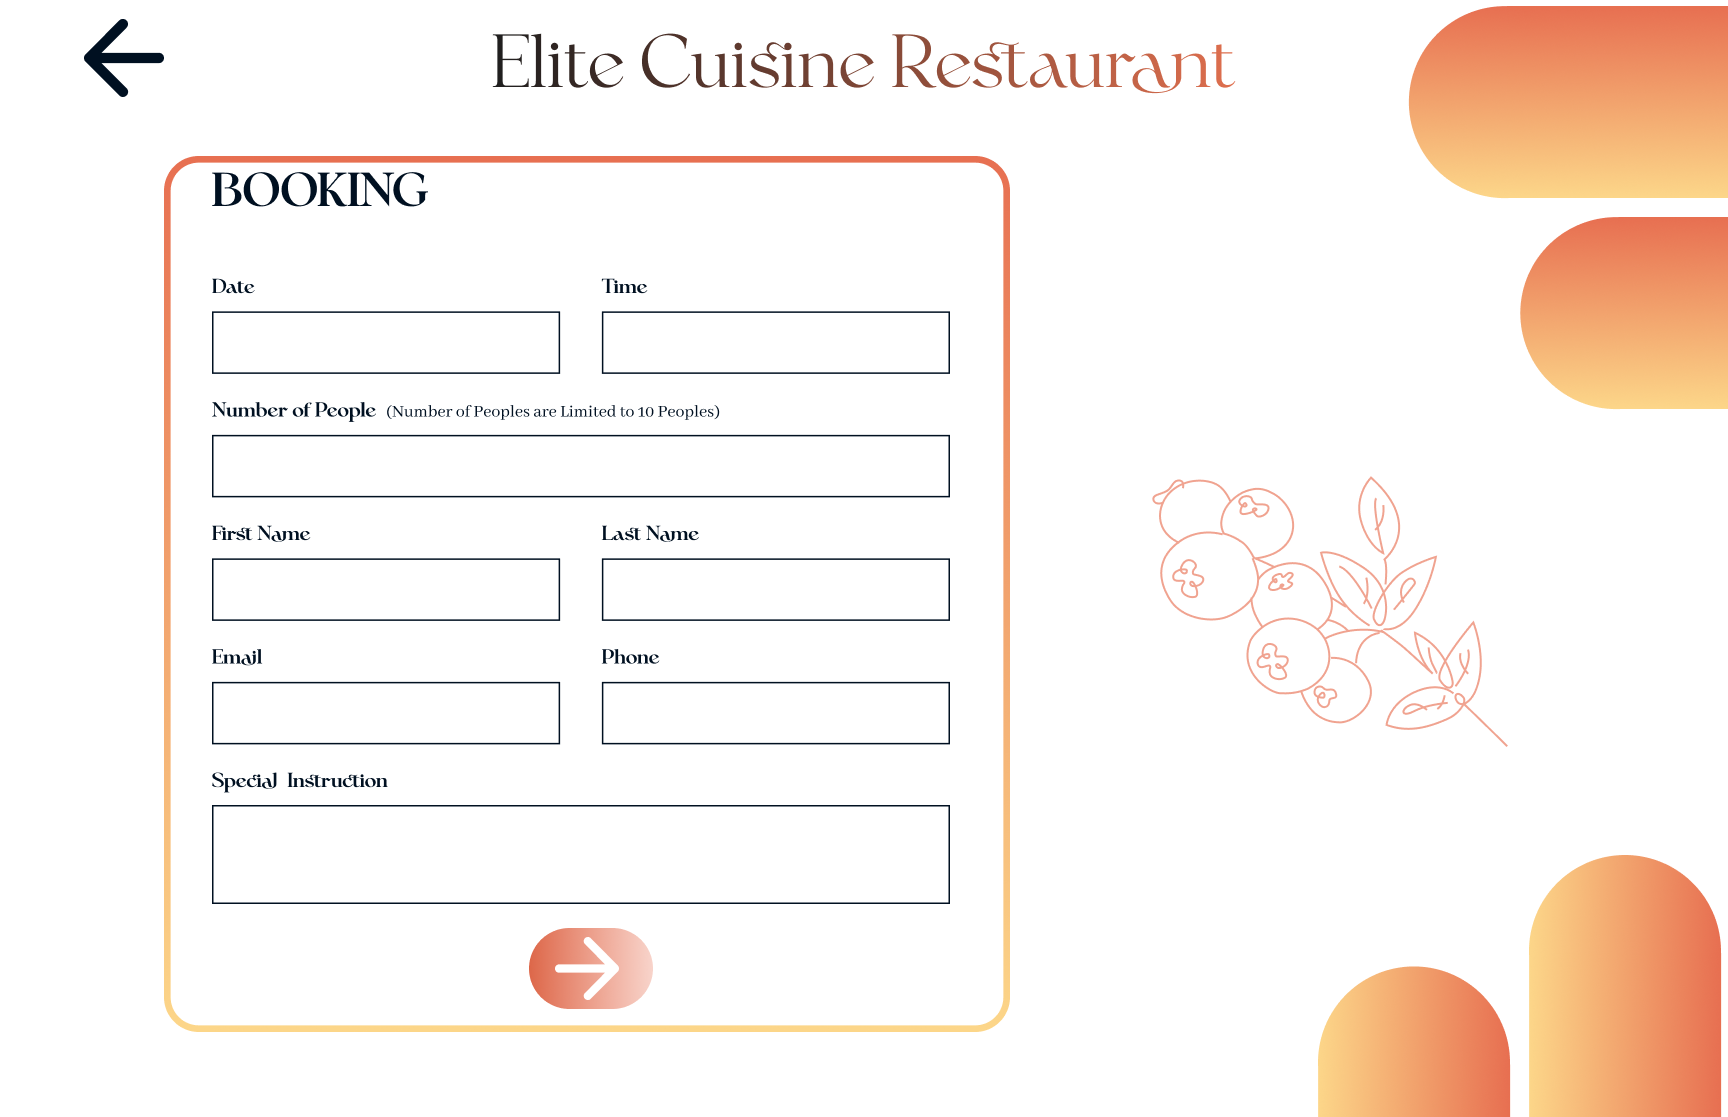 Elite Cuisine Restaurant
BOOKING
Date Time
Number of People (Number of Peoples are Limited to 10 Peoples)
First Name Last Name
Email Phone
Special Instruction